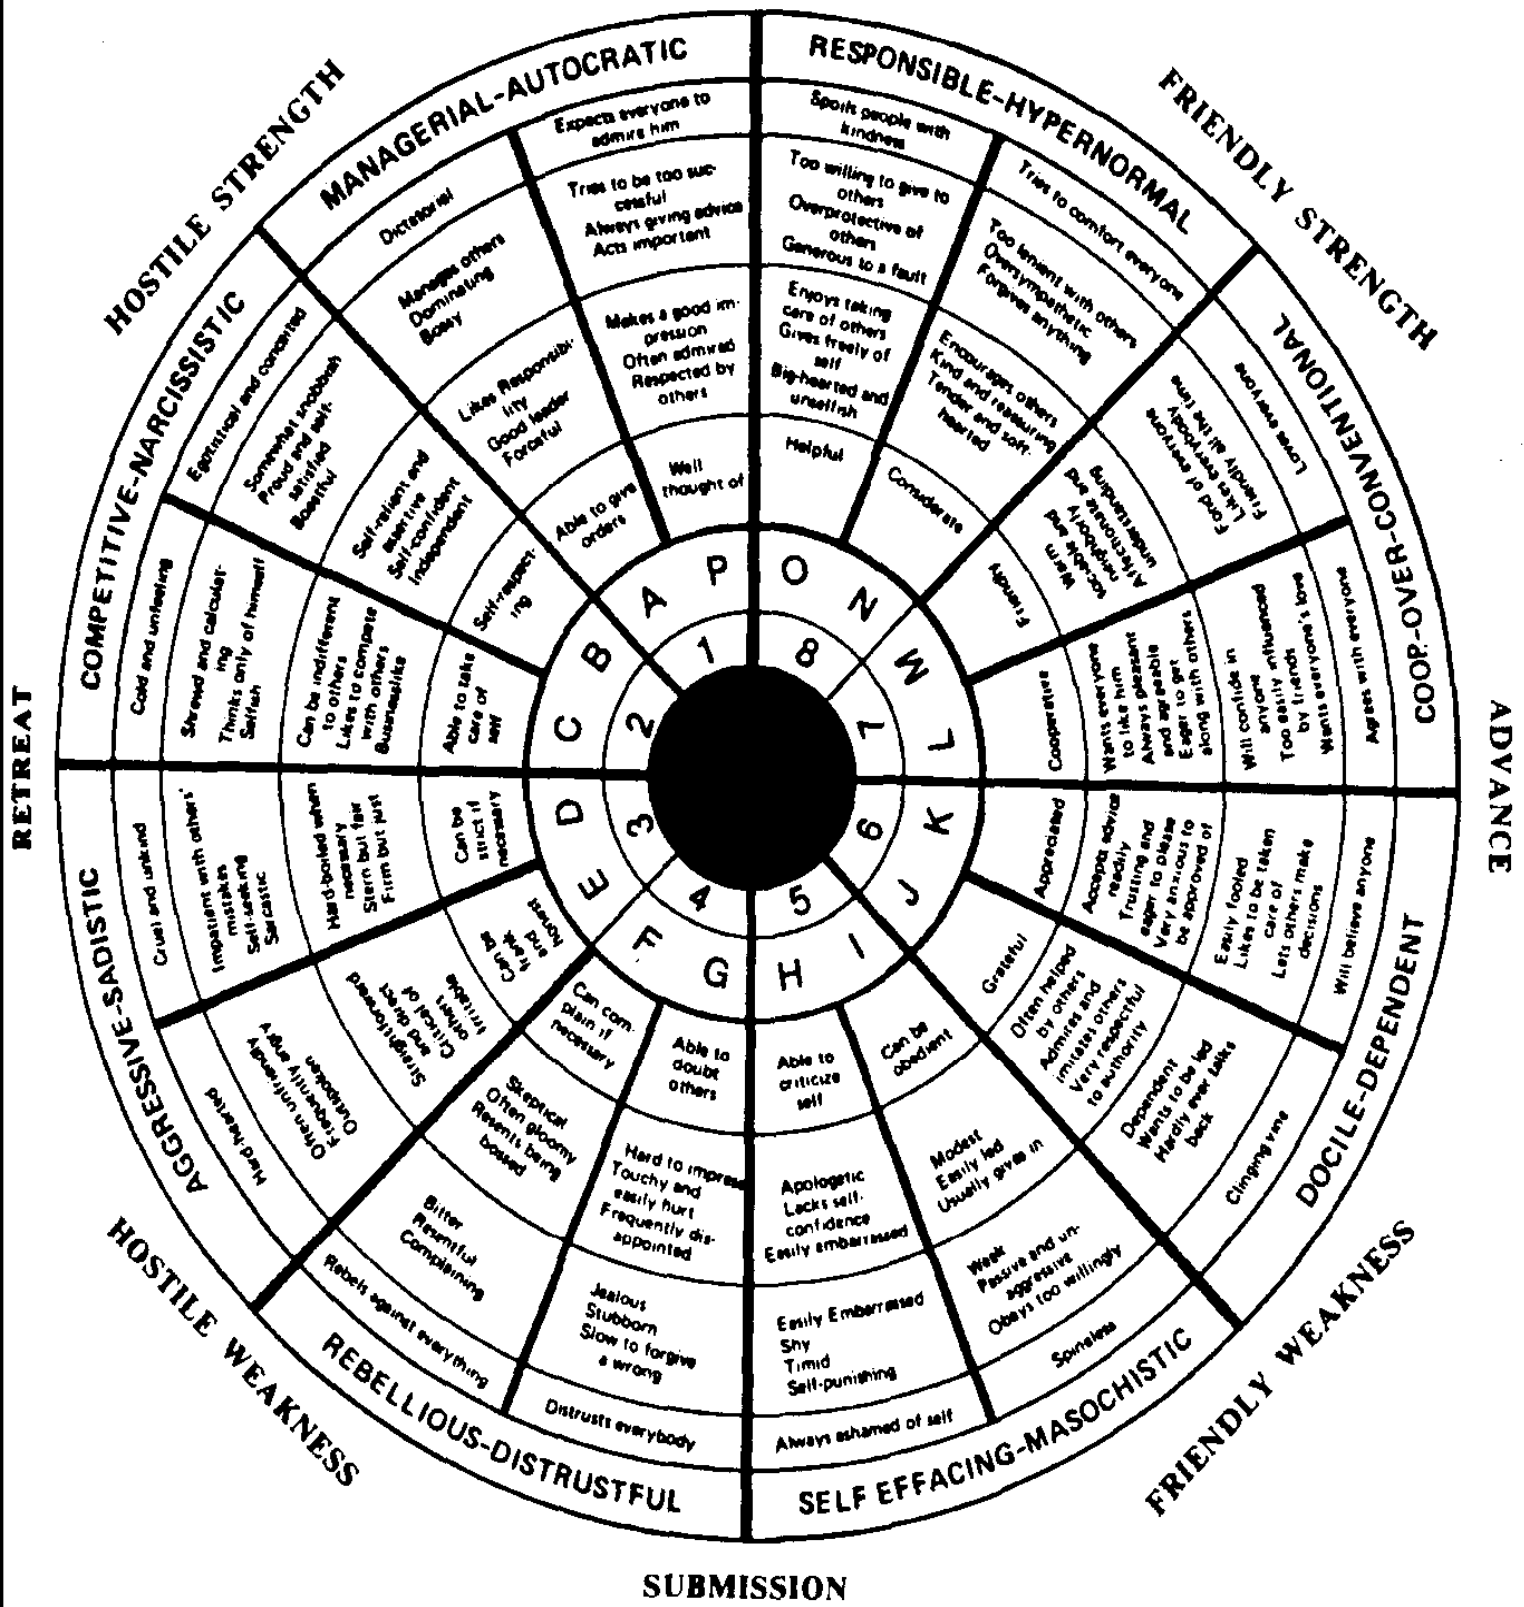 HOSTILE STRENGTH
FRIENDLY STRENGTH
RETREAT
ADVANCE
HOSTILE WEAKNESS
FRIENDLY WEAKNESS
SUBMISSION
MANAGERIAL-AUTOCRATIC
RESPONSIBLE-HYPERNORMAL
COOP.-OVER-CONVENTIONAL
DOCILE-DEPENDENT
SELF EFFACING-MASOCHISTIC
REBELLIOUS-DISTRUSTFUL
AGGRESSIVE-SADISTIC
COMPETITIVE-NARCISSISTIC
Expects everyone to
admire him
Tries to be too suc-
cessful
Always giving advice
Acts important
Makes a good im-
pression
Often admired
Respected by
others
Well
thought of
P
1
Dictatorial
Manages others
Dominating
Bossy
Likes Responsibi-
lity
Good leader
Forceful
Able to give
orders
A
Egotistical and conceited
Somewhat snobbish
Proud and self-
satisfied
Boastful
Self-reliant and
assertive
Self-confident
Independent
Self-respect-
ing
B
2
Cold and unfeeling
Shrewd and calculat-
ing
Thinks only of himself
Selfish
Can be indifferent
to others
Likes to compete
with others
Businesslike
Able to take
care of
self
C
Cruel and unkind
Impatient with others'
mistakes
Self-seeking
Sarcastic
Hard-boiled when
necessary
Stern but fair
Firm but just
Can be
strict if
necessary
D
3
Hard-hearted
Often unfriendly
Frequently angry
Outspoken
Irritable
Critical of
others
Straightforward
and direct
Can be
frank
and
honest
E
Rebels against everything
Bitter
Resentful
Complaining
Skeptical
Often gloomy
Resents being
bossed
Can com-
plain if
necessary
F
4
Distrusts everybody
Jealous
Stubborn
Slow to forgive
a wrong
Hard to impress
Touchy and
easily hurt
Frequently dis-
appointed
Able to
doubt
others
G
Always ashamed of self
Easily Embarrassed
Shy
Timid
Self-punishing
Apologetic
Lacks self-
confidence
Easily embarrassed
Able to
criticize
self
H
5
Spineless
Weak
Passive and un-
aggressive
Obeys too willingly
Modest
Easily led
Usually gives in
Can be
obedient
I
Clinging vine
Dependent
Wants to be led
Hardly ever talks
back
Often helped
by others
Admires and
imitates others
Very respectful
to authority
Grateful
J
6
Will believe anyone
Easily fooled
Likes to be taken
care of
Lets others make
decisions
Accepts advice
readily
Trusting and
eager to please
Very anxious to
be approved of
Appreciated
K
Agrees with everyone
Will confide in
anyone
Too easily influenced
by friends
Wants everyone's love
Wants everyone
to like him
Always pleasant
and agreeable
Eager to get
along with others
Cooperative
L
7
Loves everyone
Fond of everyone
Likes everybody
Friendly all the time
Warm
sociable and
neighborly
Affectionate and
understanding
Friendly
M
Tries to comfort everyone
Too lenient with others
Oversympathetic
Forgives anything
Encourages others
Kind and reassuring
Tender and soft-
hearted
Considerate
N
8
Spoils people with
kindness
Too willing to give to
others
Overprotective of
others
Generous to a fault
Enjoys taking
care of others
Gives freely of
self
Big-hearted and
unselfish
Helpful
O